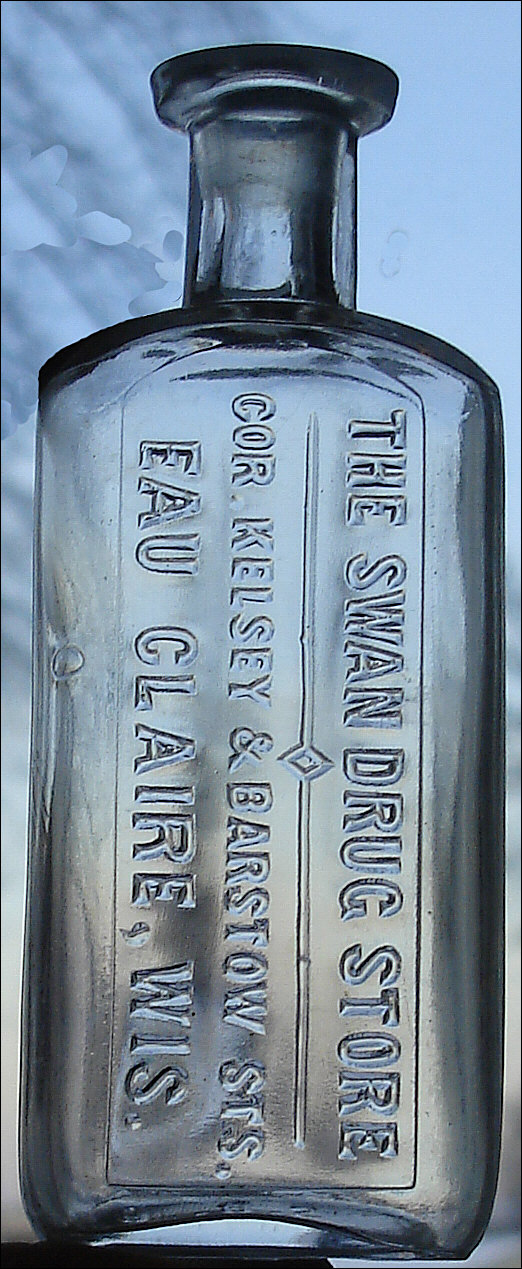 THE SWAN DRUG STORE
COR. KELSEY & BARSTOW STS.
EAU CLAIRE, WIS.